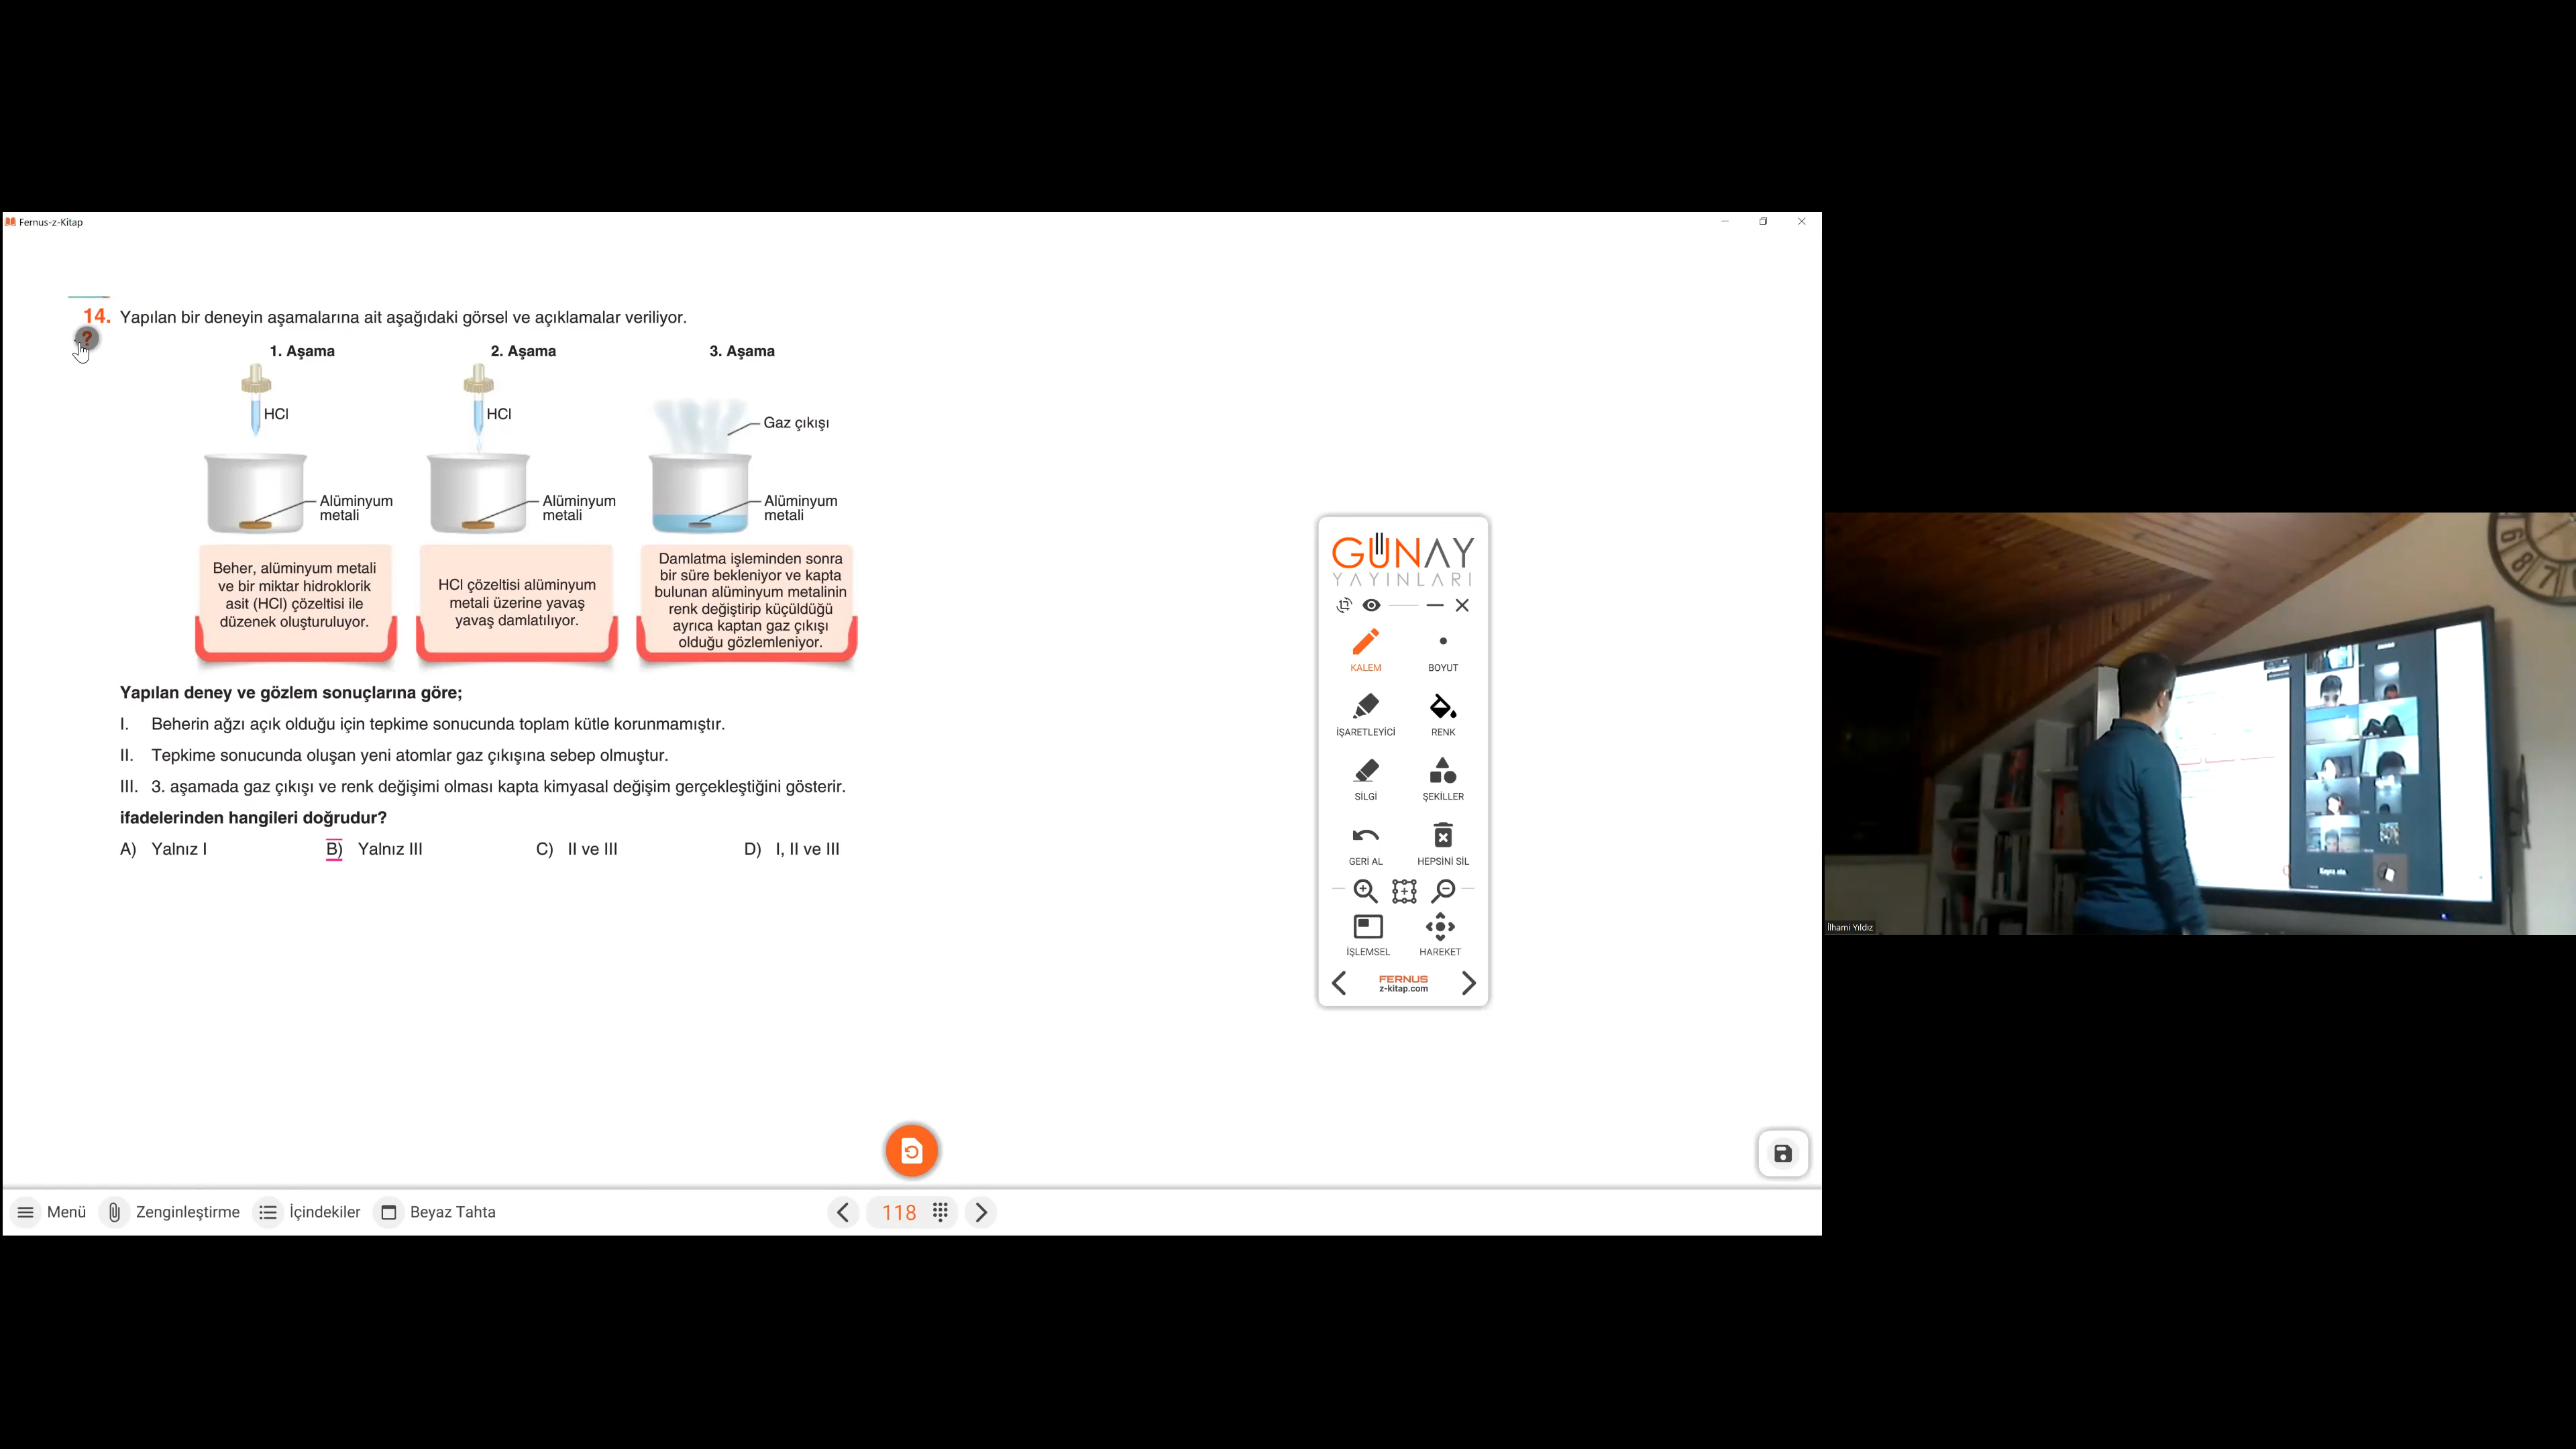 Fernus-z-Kitap
14. Yapılan bir deneyin aşamalarına ait aşağıdaki görsel ve açıklamalar veriliyor.
?
1. Aşama
2. Aşama
3. Aşama
HCl
HCl
Gaz çıkışı
Alüminyum
metali
Alüminyum
metali
Alüminyum
metali
Beher, alüminyum metali
ve bir miktar hidroklorik
asit (HCl) çözeltisi ile
düzenek oluşturuluyor.
HCl çözeltisi alüminyum
metali üzerine yavaş
yavaş damlatılıyor.
Damlatma işleminden sonra
bir süre bekleniyor ve kapta
bulunan alüminyum metalinin
renk değiştirip küçüldüğü
ayrıca kaptan gaz çıkışı
olduğu gözlemleniyor.
Yapılan deney ve gözlem sonuçlarına göre;
I. Beherin ağzı açık olduğu için tepkime sonucunda toplam kütle korunmamıştır.
II. Tepkime sonucunda oluşan yeni atomlar gaz çıkışına sebep olmuştur.
III. 3. aşamada gaz çıkışı ve renk değişimi olması kapta kimyasal değişim gerçekleştiğini gösterir.
ifadelerinden hangileri doğrudur?
A) Yalnız I B) Yalnız III C) II ve III D) I, II ve III
GÜNAY
YAYINLARI
KALEM BOYUT
İŞARETLEYİCİ RENK
SİLGİ ŞEKİLLER
GERİ AL HEPSİNİ SİL
İŞLEMSEL HAREKET
FERNUS
z-kitap.com
Menü Zenginleştirme İçindekiler Beyaz Tahta 118
İlhami Yıldız
9
8
7
6